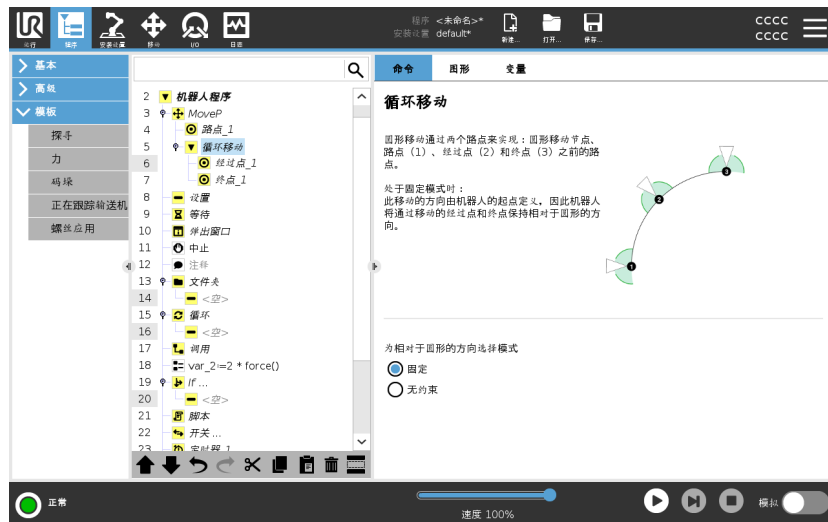 UR
运行
程序
安装设置
移动
I/O
日志
程序 <未命名>*
安装设置 default*
新建...
打开...
保存...
cccc
cccc
基本
高级
模板
探寻
力
码垛
正在跟踪输送机
螺丝应用
2 机器人程序
3 MoveP
4 路点_1
5 循环移动
6 经过点_1
7 终点_1
8 设置
9 等待
10 弹出窗口
11 中止
12 注释
13 文件夹
14 <空>
15 循环
16 <空>
17 调用
18 var_2:=2 * force()
19 If ...
20 <空>
21 脚本
22 开关 ...
23 定时器_1
命令 图形 变量
循环移动
圆形移动通过两个路点来实现：圆形移动节点、
路点（1）、经过点（2）和终点（3）之前的路
点。
处于固定模式时：
此移动的方向由机器人的起点定义，因此机器人
将通过移动的经过点和终点保持相对于圆形的方
向。
1
2
3
为相对于圆形的方向选择模式
固定
无约束
正常
速度 100%
模拟